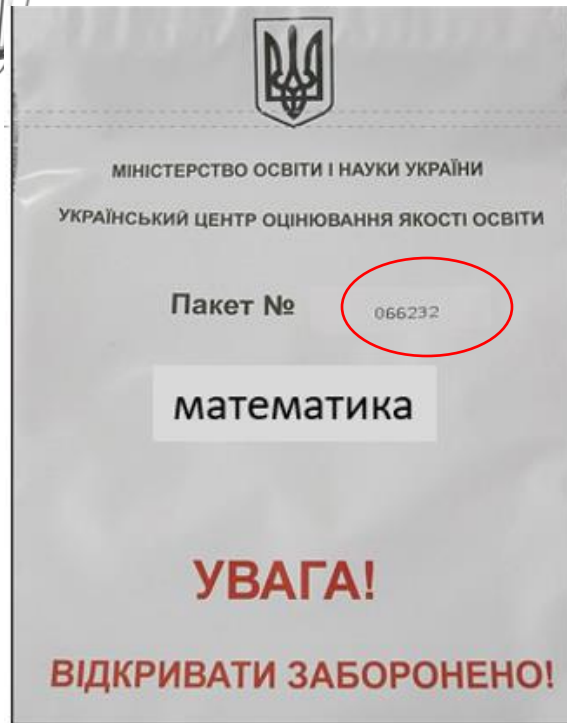 МІНІСТЕРСТВО ОСВІТИ І НАУКИ УКРАЇНИ
УКРАЇНСЬКИЙ ЦЕНТР ОЦІНЮВАННЯ ЯКОСТІ ОСВІТИ
Пакет № 066232
математика
УВАГА!
ВІДКРИВАТИ ЗАБОРОНЕНО!